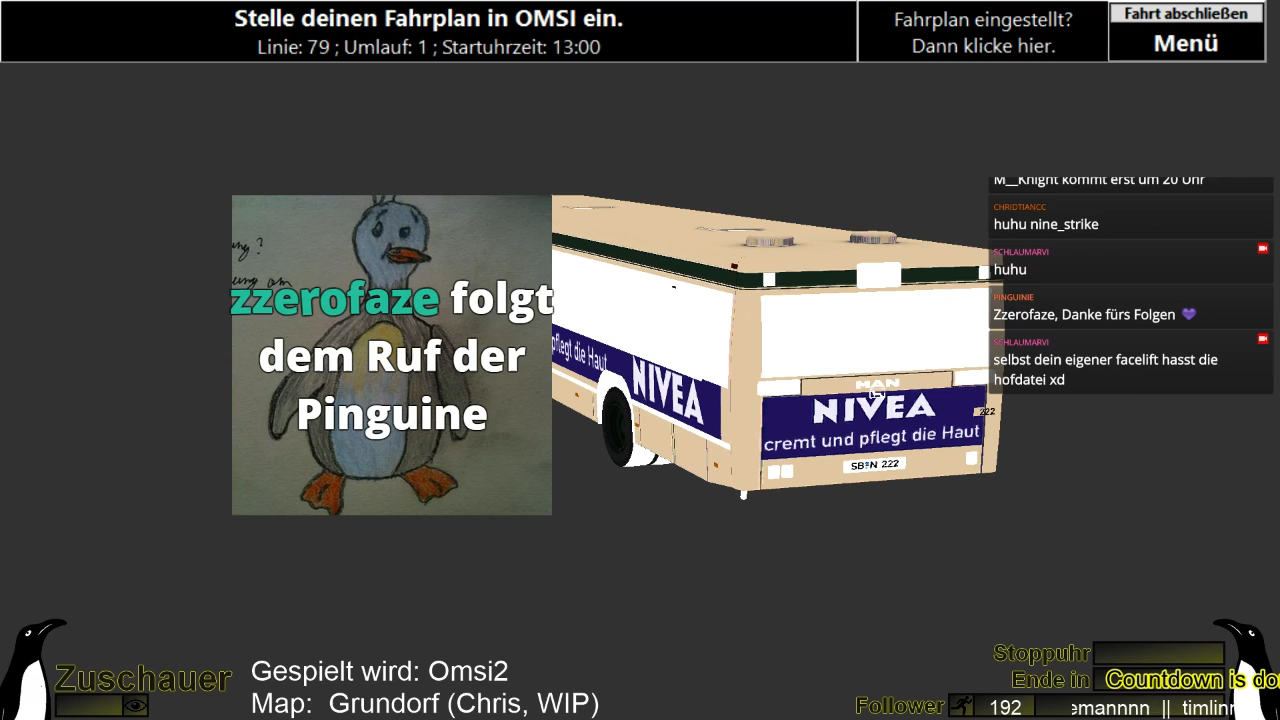 Stelle deinen Fahrplan in OMSI ein.
Linie: 79 ; Umlauf: 1 ; Startuhrzeit: 13:00
Fahrplan eingestellt?
Dann klicke hier.
Fahrt abschließen
Menü
M__Knight kommt erst um 20 Uhr
CHRIDTIANCC
huhu nine_strike
SCHLAUMARVI
huhu
PINGUINIE
Zzerofaze, Danke fürs Folgen 💜
SCHLAUMARVI
selbst dein eigener facelift hasst die
hofdatei xd
zzerofaze folgt
dem Ruf der
Pinguine
pflegt die Haut
NIVEA
MAN
NIVEA
cremt und pflegt die Haut
222
SB N 222
Zuschauer
Gespielt wird: Omsi2
Map: Grundorf (Chris, WIP)
Stoppuhr
Ende in
Countdown is do
Follower
192
emannnn || timlinr